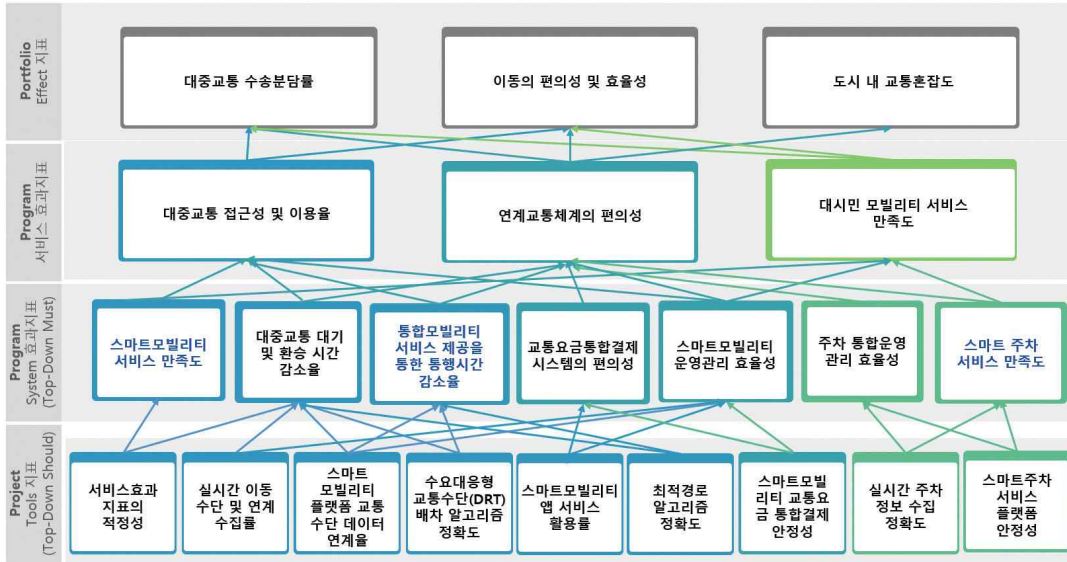 Portfolio
Effect 지표
대중교통 수송분담률
이동의 편의성 및 효율성
도시 내 교통혼잡도
Program
서비스 효과지표
대중교통 접근성 및 이용율
연계교통체계의 편의성
대시민 모빌리티 서비스
만족도
Program
System 효과지표
(Top-Down Must)
스마트모빌리티
서비스 만족도
대중교통 대기
및 환승 시간
감소율
통합모빌리티
서비스 제공을
통한 통행시간
감소율
교통요금통합결제
시스템의 편의성
스마트모빌리티
운영관리 효율성
주차 통합운영
관리 효율성
스마트 주차
서비스 만족도
Project
Tools 지표
(Top-Down Should)
서비스효과
지표의
적정성
실시간 이동
수단 및 연계
수집률
스마트
모빌리티
플랫폼 교통
수단 데이터
연계율
수요대응형
교통수단(DRT)
배차 알고리즘
정확도
스마트모빌리티
앱 서비스
활용률
최적경로
알고리즘
정확도
스마트모빌
리티 교통요
금 통합결제
안정성
실시간 주차
정보 수집
정확도
스마트주차
서비스
플랫폼
안정성